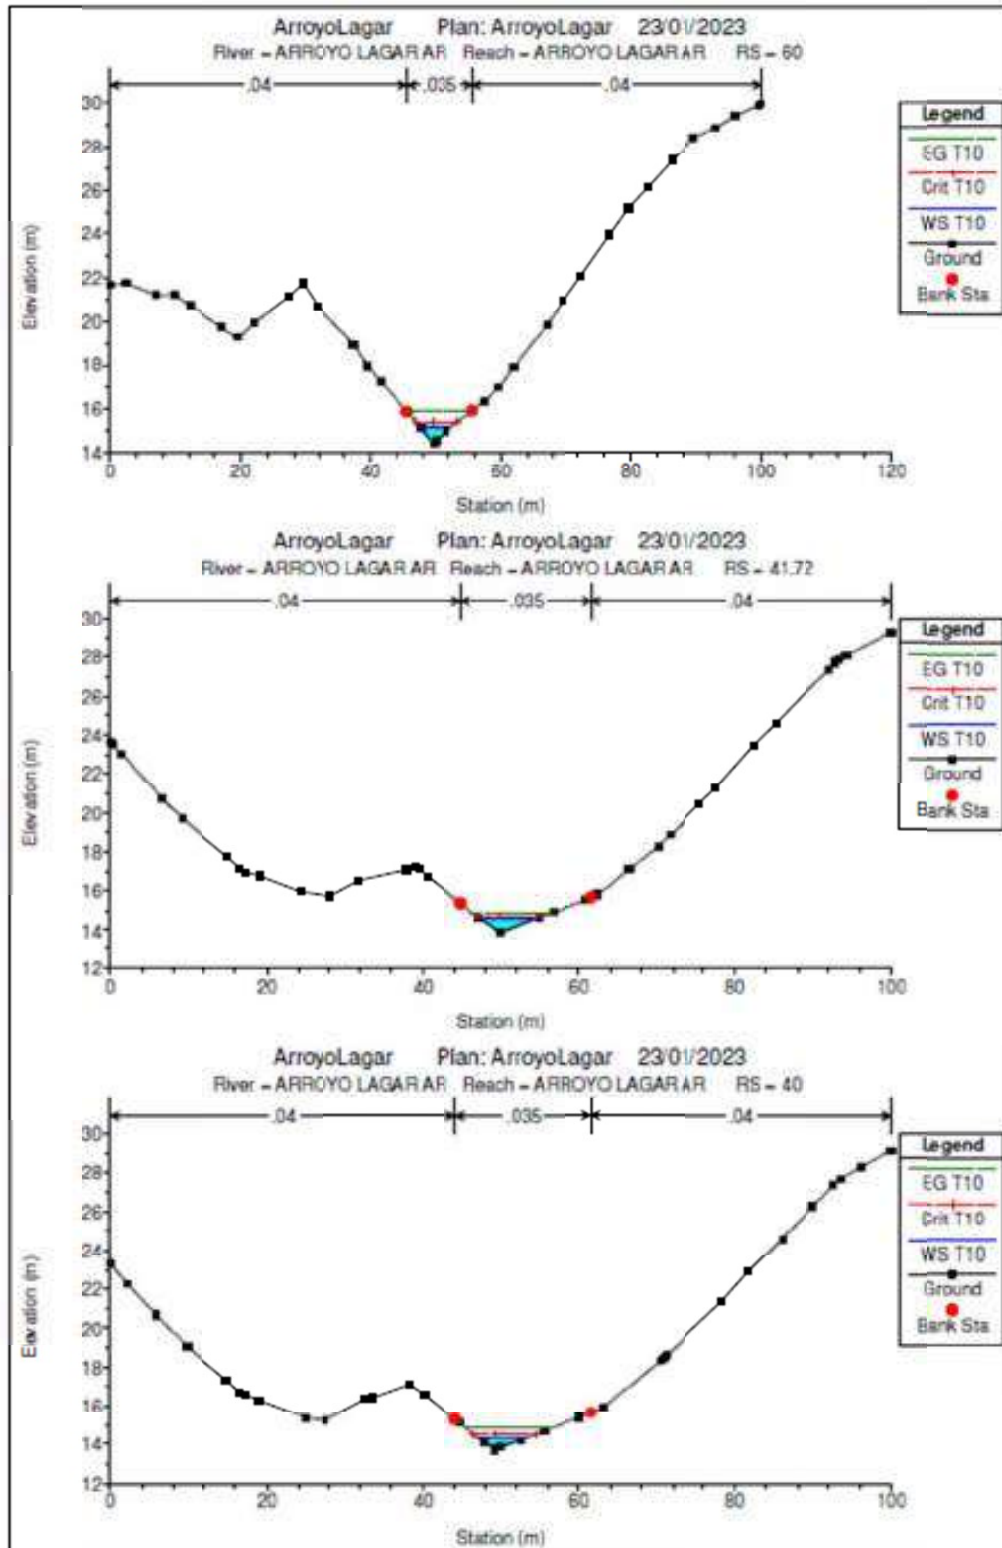 ArroyoLagar Plan: ArroyoLagar 23/01/2023
River = ARROYO LAGAR AR Reach = ARROYO LAGAR AR RS = 60
.04 .035 .04
Elevation (m)
30
28
26
24
22
20
18
16
14
0 20 40 60 80 100 120
Station (m)
Legend
EG T10
Crit T10
WS T10
Ground
Bank Sta
ArroyoLagar Plan: ArroyoLagar 23/01/2023
River = ARROYO LAGAR AR Reach = ARROYO LAGAR AR RS = 41.72
.04 .035 .04
Elevation (m)
30
28
26
24
22
20
18
16
14
12
0 20 40 60 80 100
Station (m)
Legend
EG T10
Crit T10
WS T10
Ground
Bank Sta
ArroyoLagar Plan: ArroyoLagar 23/01/2023
River = ARROYO LAGAR AR Reach = ARROYO LAGAR AR RS = 40
.04 .035 .04
Elevation (m)
30
28
26
24
22
20
18
16
14
12
0 20 40 60 80 100
Station (m)
Legend
EG T10
Crit T10
WS T10
Ground
Bank Sta